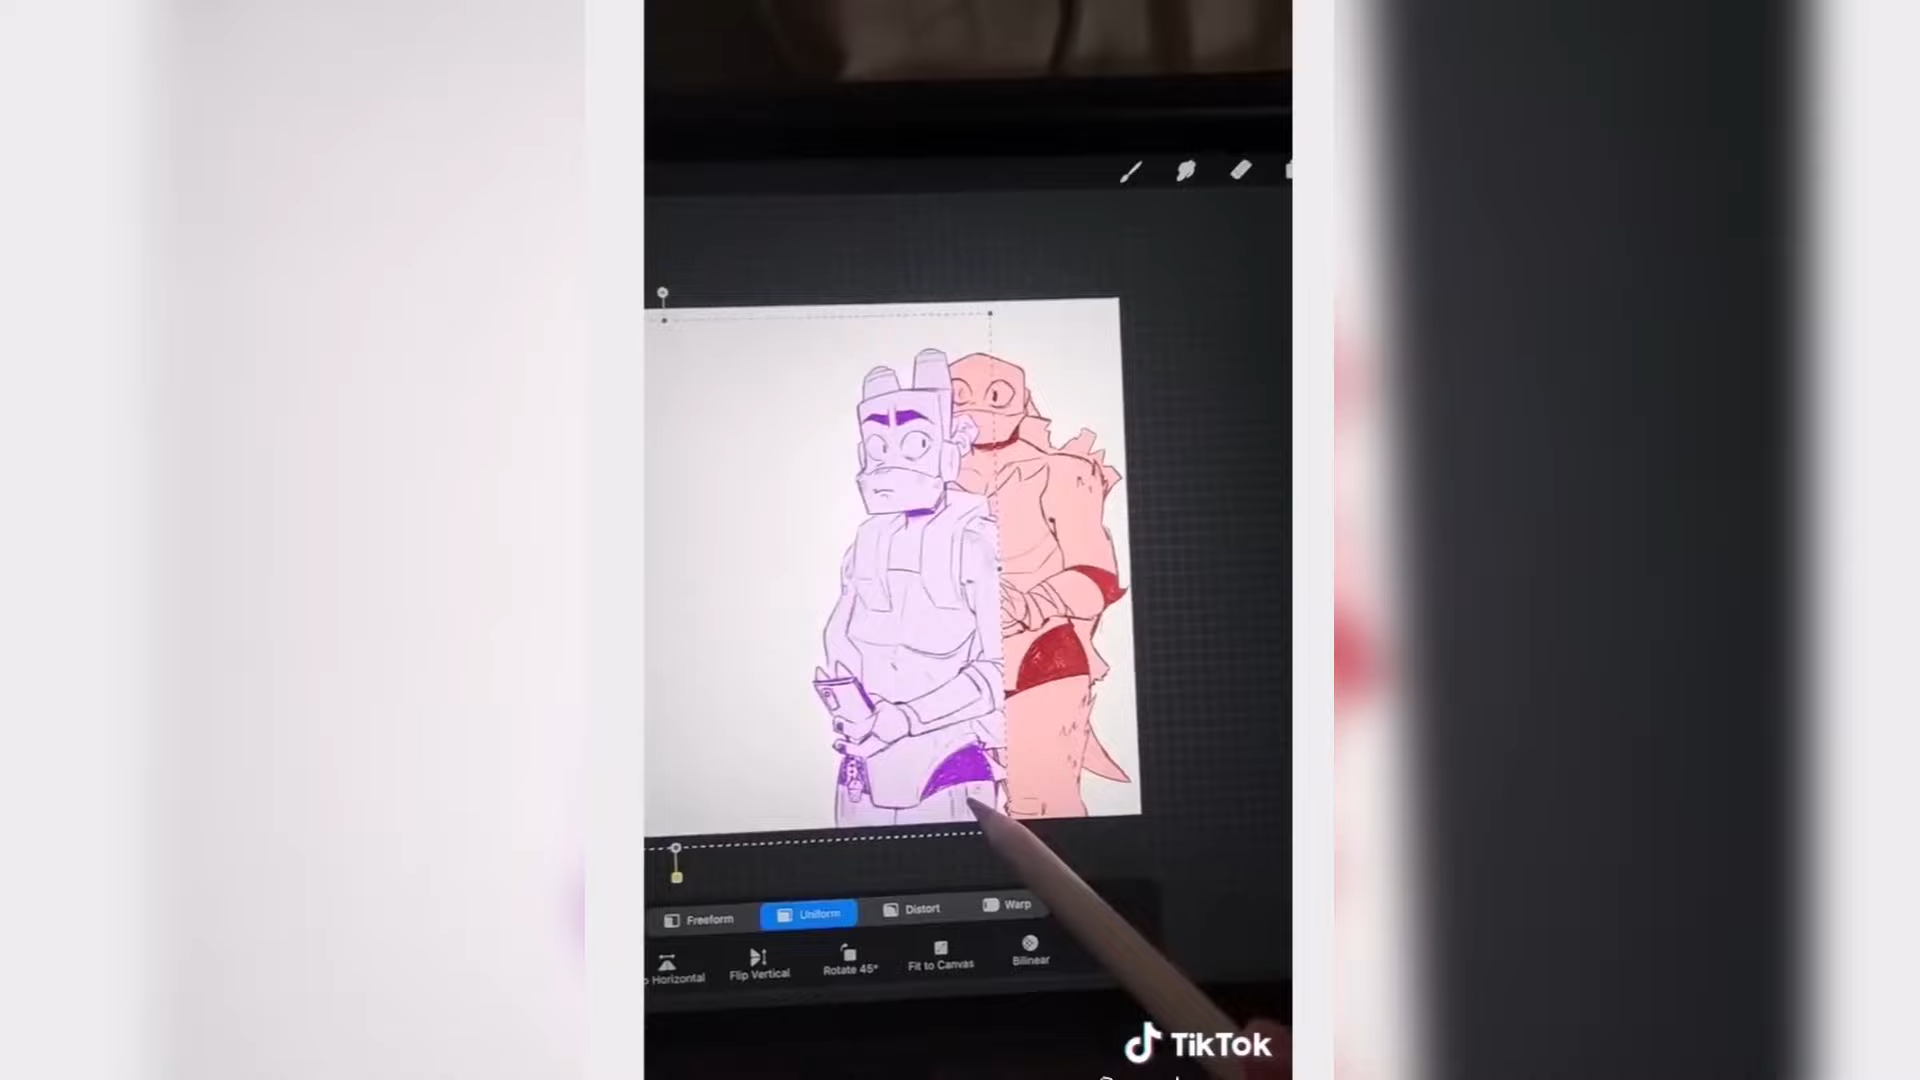 Freeform Uniform Distort Warp
Horizontal Flip Vertical Rotate 45° Fit to Canvas Bilinear
TikTok